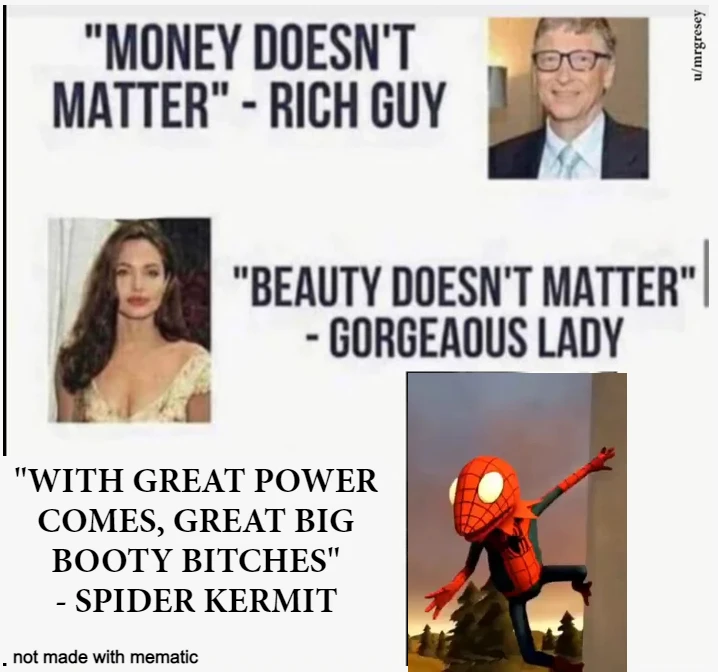 "MONEY DOESN'T
MATTER" - RICH GUY
u/mrgresey
"BEAUTY DOESN'T MATTER"
- GORGEAOUS LADY
"WITH GREAT POWER
COMES, GREAT BIG
BOOTY BITCHES"
- SPIDER KERMIT
not made with mematic